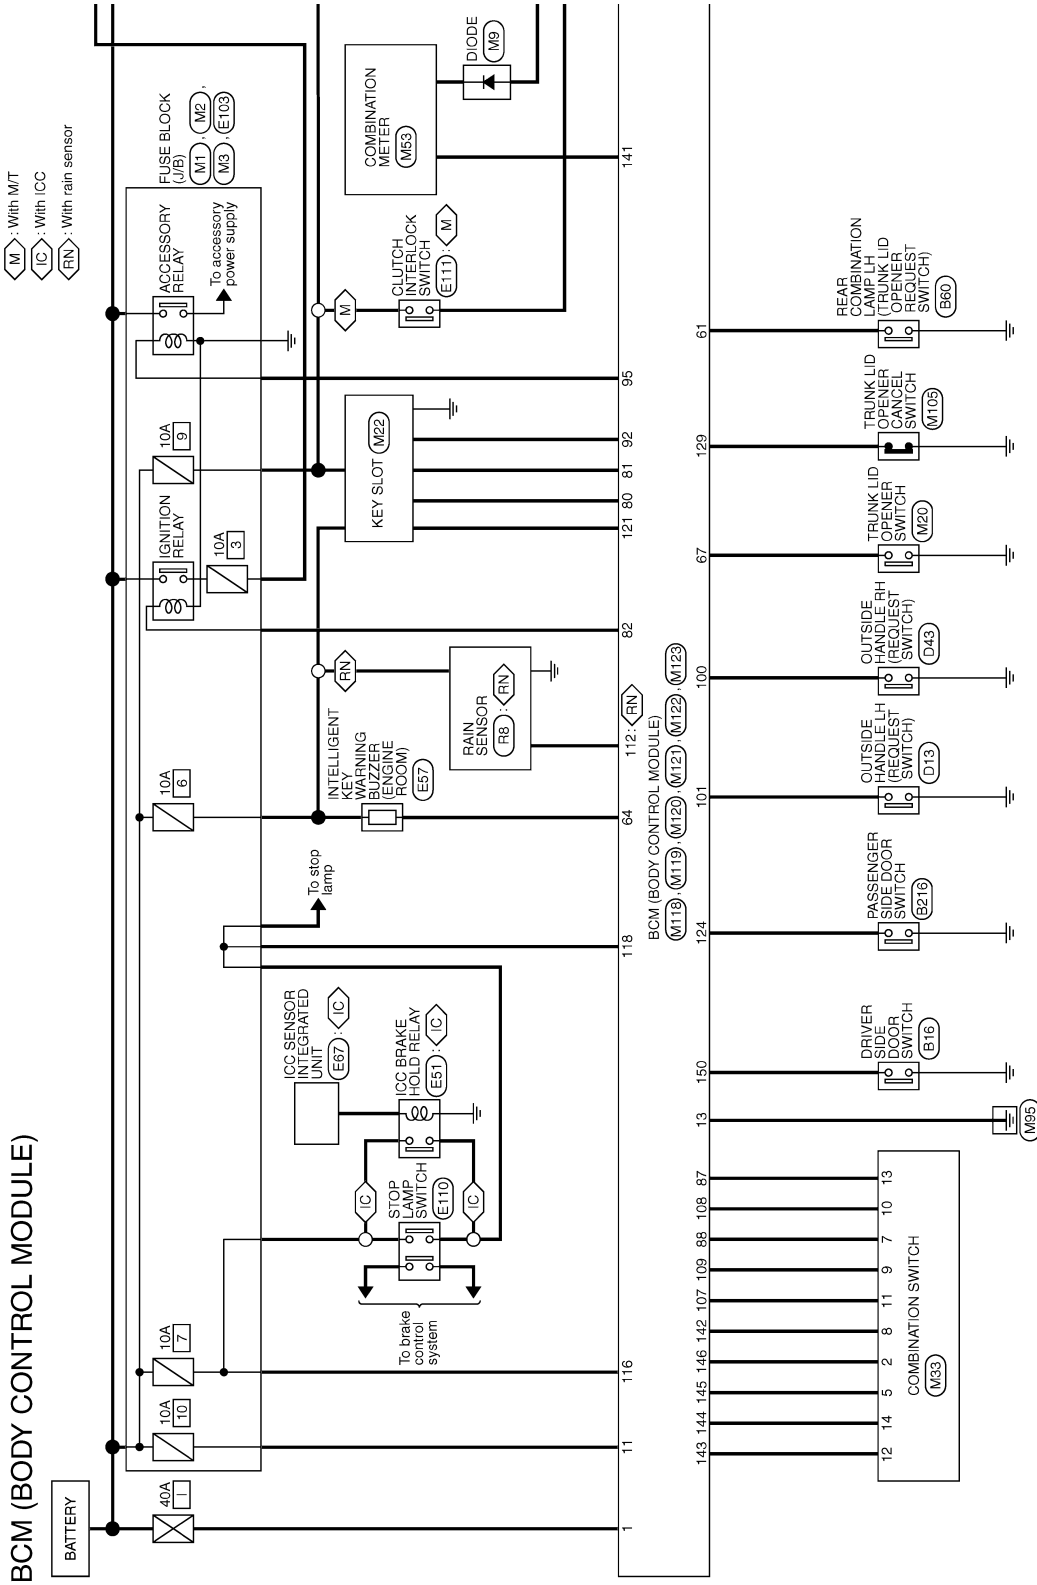 BCM (BODY CONTROL MODULE)
M : With M/T
IC : With ICC
RN : With rain sensor
BATTERY
40A
I
10A
10
10A
7
10A
6
IGNITION
RELAY
10A
3
10A
9
ACCESSORY
RELAY
To accessory
power supply
FUSE BLOCK
(J/B)
M1 , M2 ,
M3 , E103
To brake
control
system
STOP
LAMP
SWITCH
E110
IC
IC
ICC SENSOR
INTEGRATED
UNIT
E67 : IC
ICC BRAKE
HOLD RELAY
E51 : IC
To stop
lamp
INTELLIGENT
KEY
WARNING
BUZZER
(ENGINE
ROOM)
E57
RN
RAIN
SENSOR
R8 : RN
KEY SLOT M22
M
CLUTCH
INTERLOCK
SWITCH
E111 : M
COMBINATION
METER
M53
DIODE
M9
1
11
116
118
64
112 : RN
82
121
80
81
92
95
141
BCM (BODY CONTROL MODULE)
M118 , M119 , M120 , M121 , M122 , M123
143
144
145
146
142
107
109
88
108
87
13
150
124
101
100
67
129
61
12
14
5
2
8
11
9
7
10
13
COMBINATION SWITCH
M33
M95
DRIVER
SIDE
DOOR
SWITCH
B16
PASSENGER
SIDE DOOR
SWITCH
B216
OUTSIDE
HANDLE LH
(REQUEST
SWITCH)
D13
OUTSIDE
HANDLE RH
(REQUEST
SWITCH)
D43
TRUNK LID
OPENER
SWITCH
M20
TRUNK LID
OPENER
CANCEL
SWITCH
M105
REAR
COMBINATION
LAMP LH
(TRUNK LID
OPENER
REQUEST
SWITCH)
B60